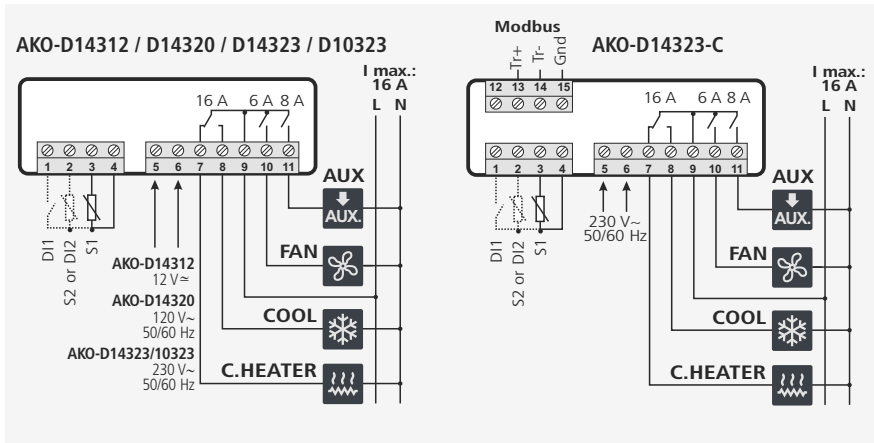 AKO-D14312 / D14320 / D14323 / D10323
I max.:
16 A
L N
16 A 6 A 8 A
1 2 3 4 5 6 7 8 9 10 11
DI1
S2 or DI2
S1
AKO-D14312
12 V≂
AKO-D14320
120 V~
50/60 Hz
AKO-D14323/10323
230 V~
50/60 Hz
AUX
AUX.
FAN
COOL
C.HEATER
Modbus
AKO-D14323-C
Tr+
Tr-
Gnd
12 13 14 15
I max.:
16 A
L N
16 A 6 A 8 A
1 2 3 4 5 6 7 8 9 10 11
DI1
S2 or DI2
S1
230 V~
50/60 Hz
AUX
AUX.
FAN
COOL
C.HEATER